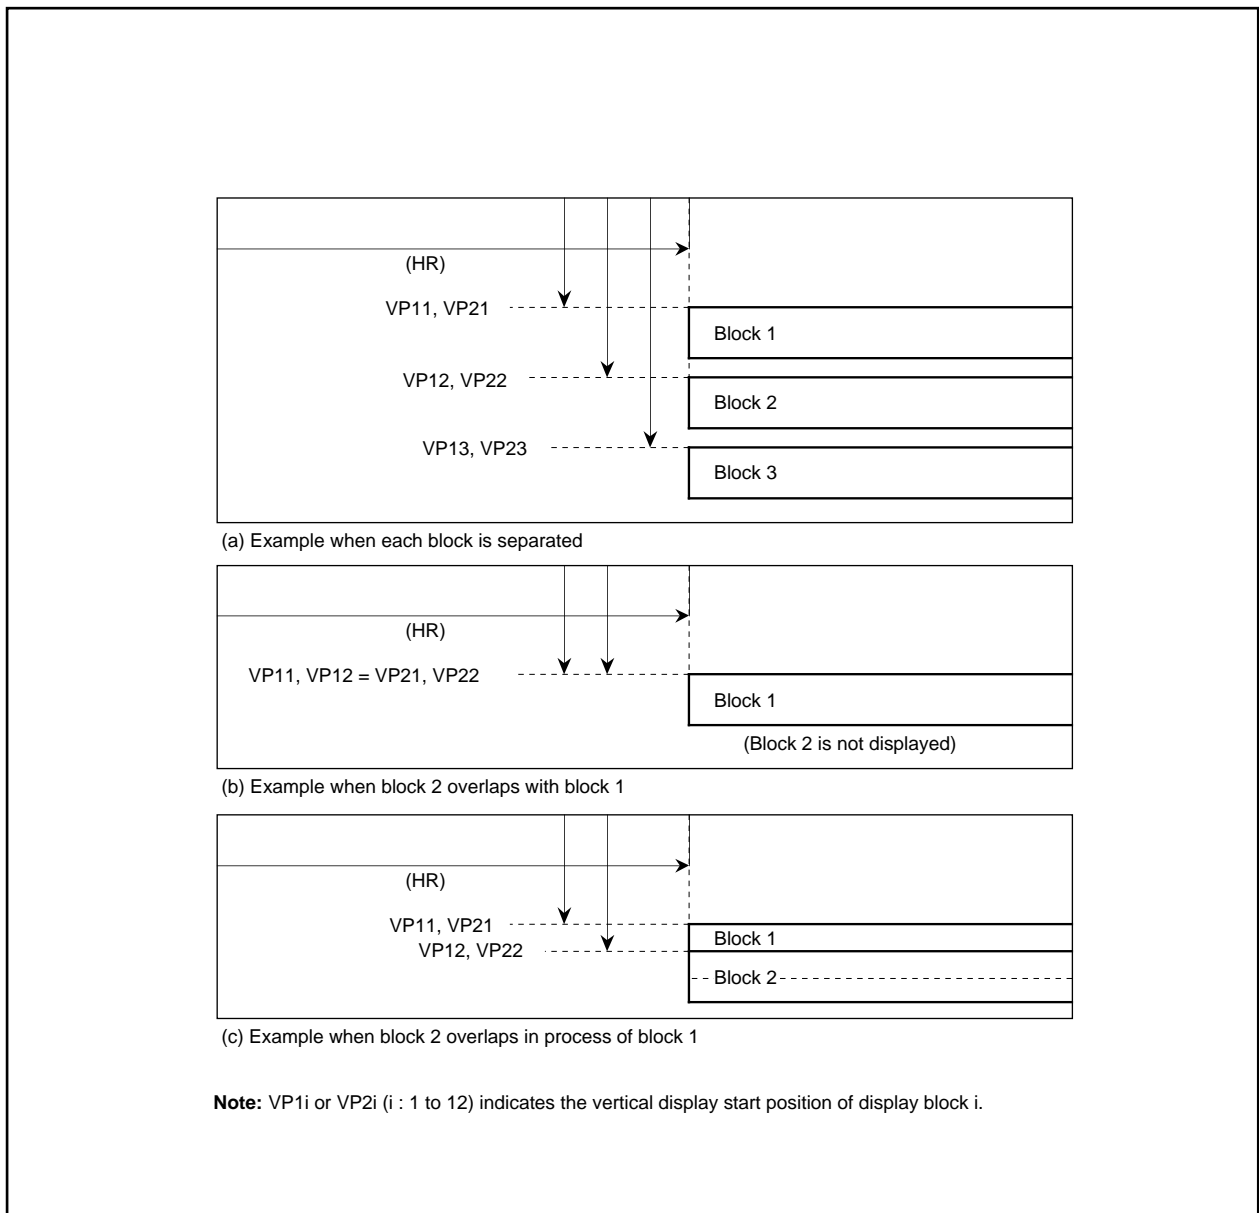 (HR)
VP11, VP21
Block 1
VP12, VP22
Block 2
VP13, VP23
Block 3
(a) Example when each block is separated
(HR)
VP11, VP12 = VP21, VP22
Block 1
(Block 2 is not displayed)
(b) Example when block 2 overlaps with block 1
(HR)
VP11, VP21
Block 1
VP12, VP22
Block 2
(c) Example when block 2 overlaps in process of block 1
Note: VP1i or VP2i (i : 1 to 12) indicates the vertical display start position of display block i.